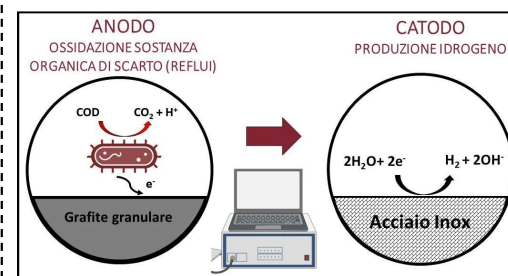 ANODO
OSSIDAZIONE SOSTANZA
ORGANICA DI SCARTO (REFLUI)
COD
CO₂ + H⁺
e⁻
Grafite granulare
CATODO
PRODUZIONE IDROGENO
2H₂O+ 2e⁻
H₂ + 2OH⁻
Acciaio Inox